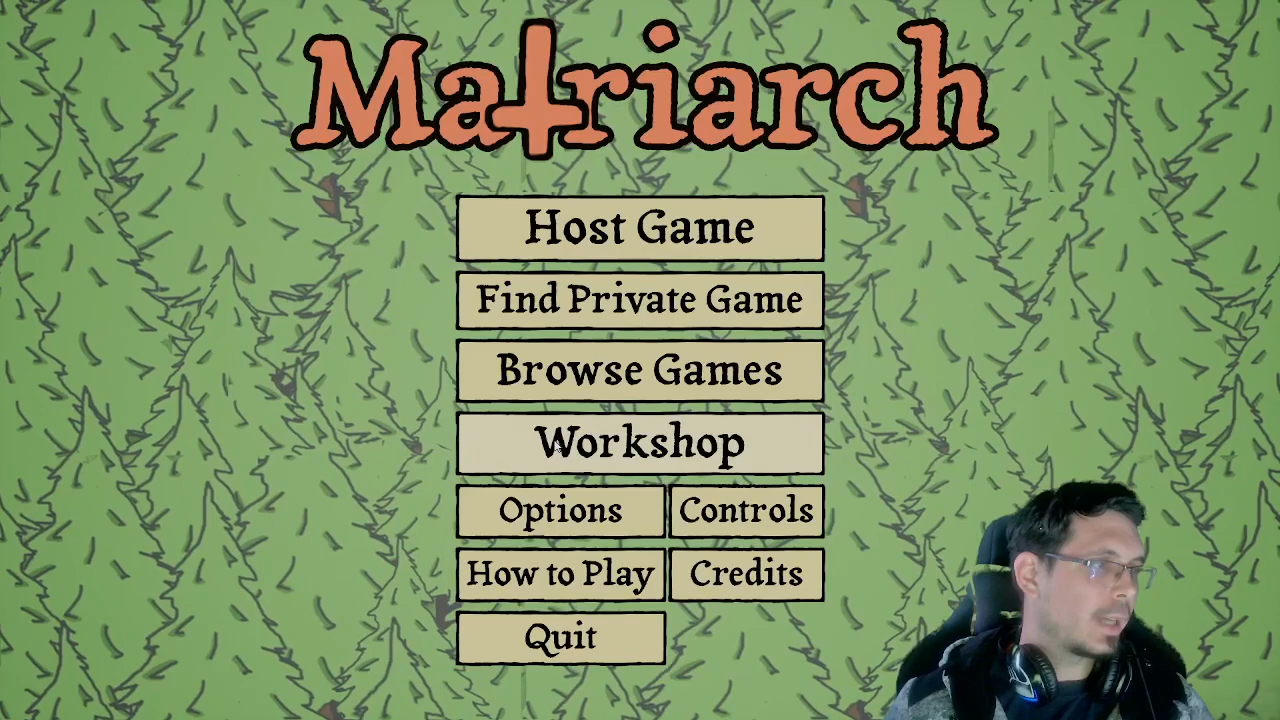 Matriarch
Host Game
Find Private Game
Browse Games
Workshop
Options
Controls
How to Play
Credits
Quit